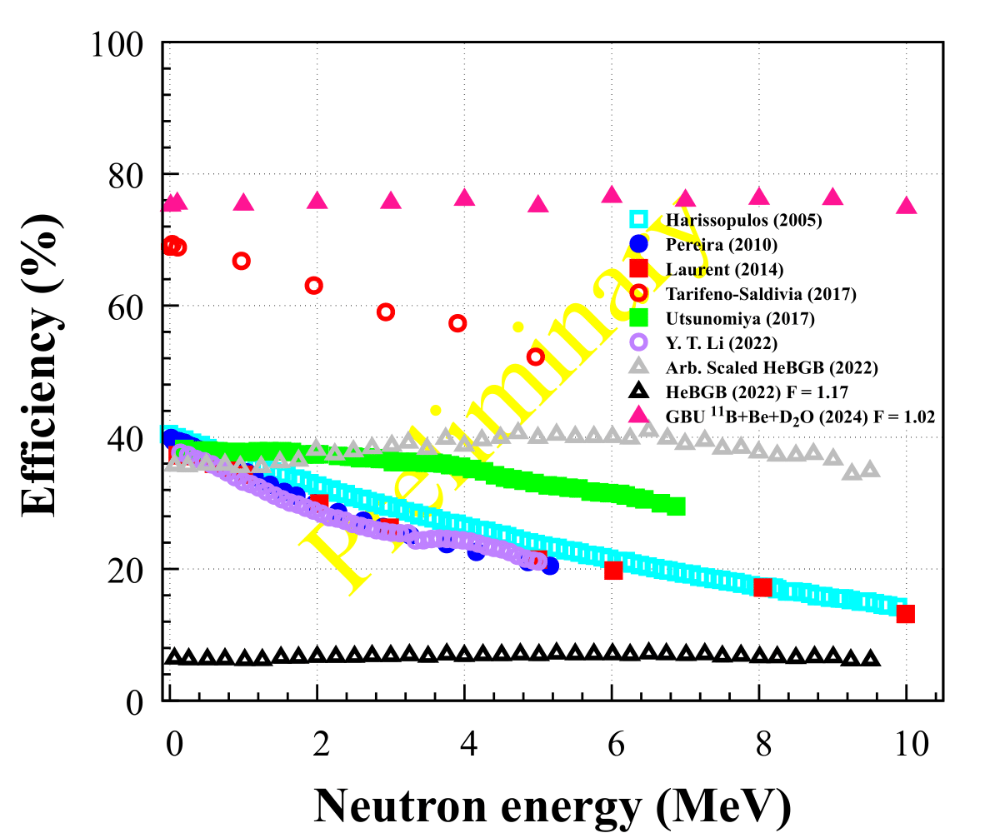 100
80
60
40
20
0
Efficiency (%)
Preliminary
Harissopulos (2005)
Pereira (2010)
Laurent (2014)
Tarifeno-Saldivia (2017)
Utsunomiya (2017)
Y. T. Li (2022)
Arb. Scaled HeBGB (2022)
HeBGB (2022) F = 1.17
GBU ¹¹B+Be+D₂O (2024) F = 1.02
0 2 4 6 8 10
Neutron energy (MeV)